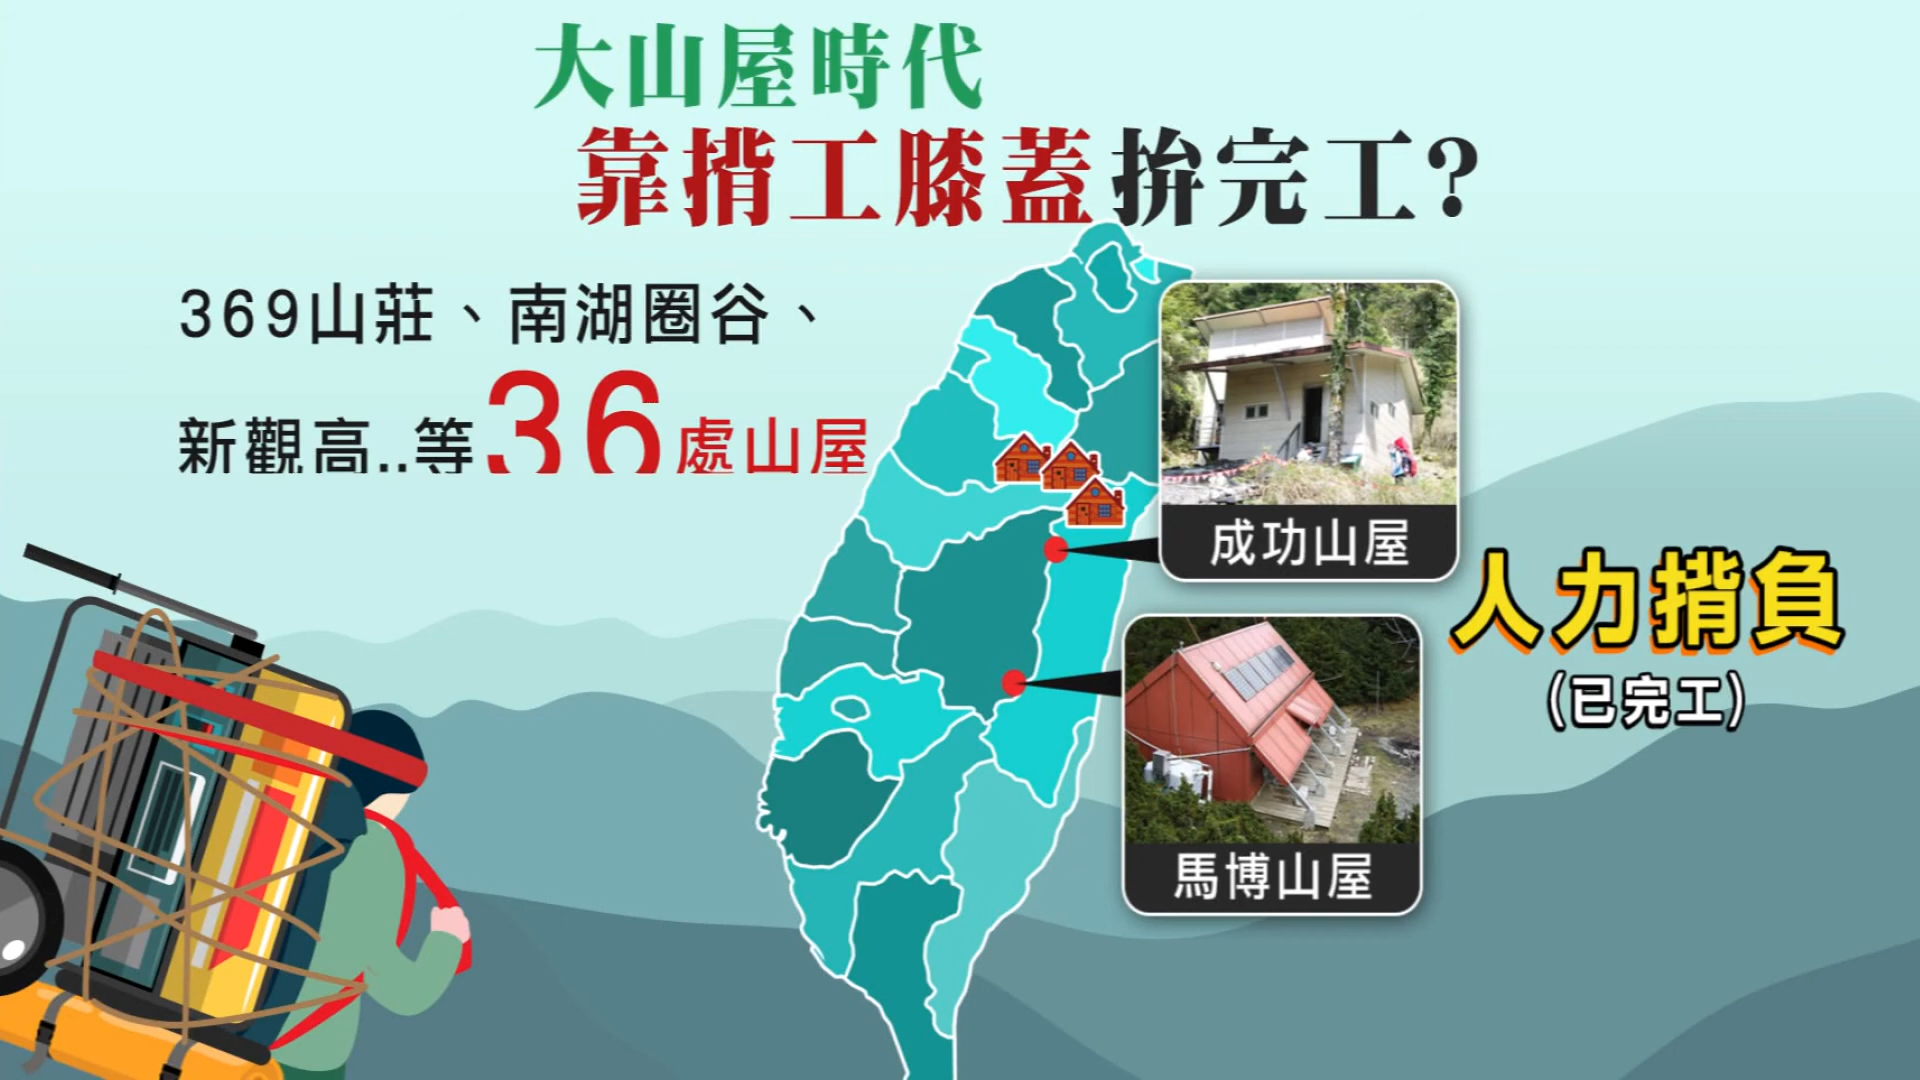 大山屋時代
靠揹工膝蓋拚完工?
369山莊、南湖圈谷、
新觀高..等36處山屋
成功山屋
人力揹負
(已完工)
馬博山屋